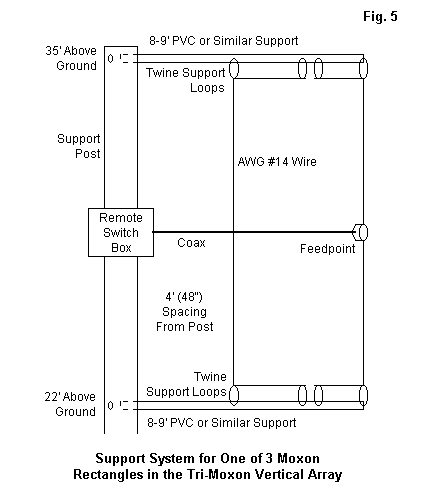 Fig. 5
8-9' PVC or Similar Support
35' Above
Ground
Twine Support
Loops
Support
Post
AWG #14 Wire
Remote
Switch
Box
Coax
Feedpoint
4' (48")
Spacing
From Post
Twine
Support Loops
22' Above
Ground
8-9' PVC or Similar Support
Support System for One of 3 Moxon
Rectangles in the Tri-Moxon Vertical Array